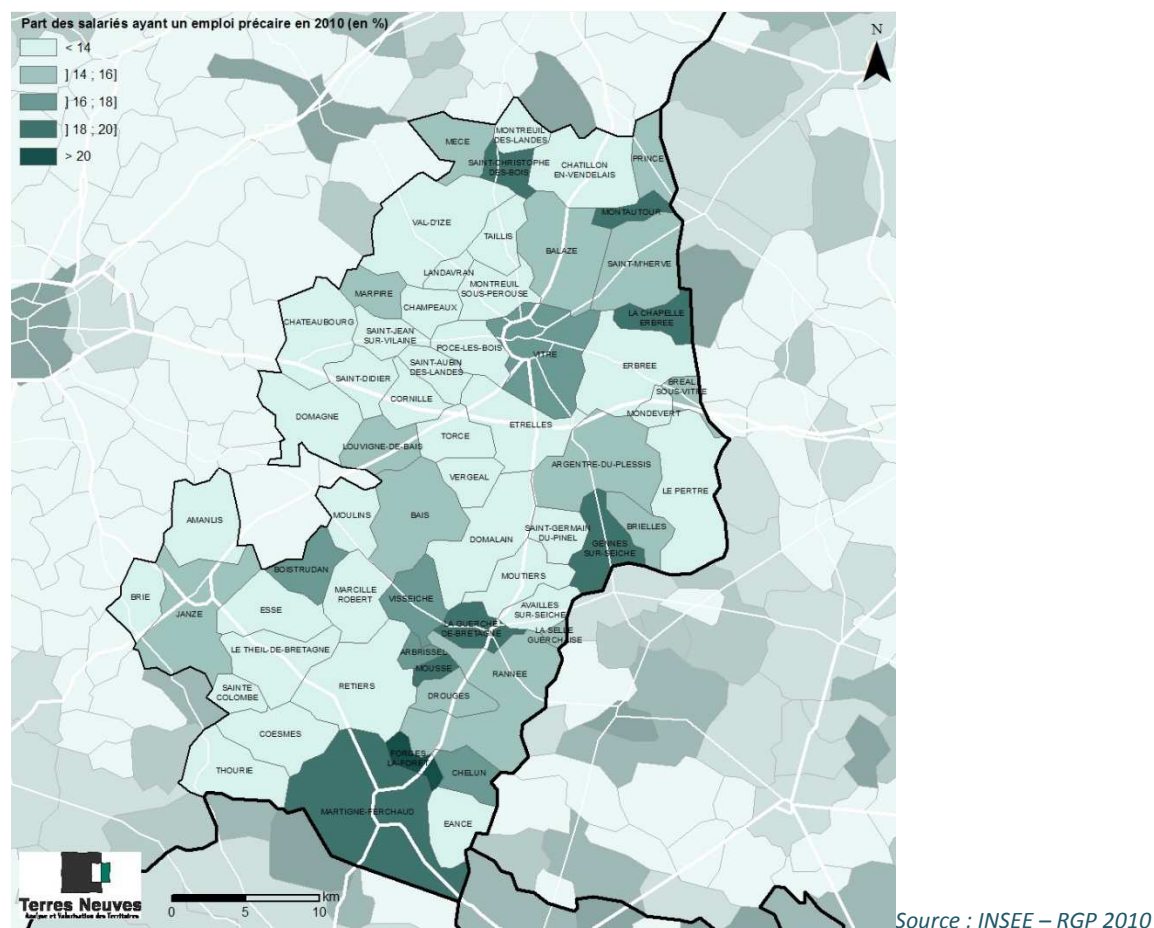 Part des salariés ayant un emploi précaire en 2010 (en %)
< 14
] 14 ; 16]
] 16 ; 18]
] 18 ; 20]
> 20
N
MECE
MONTREUIL
DES-LANDES
SAINT-CHRISTOPHE
DES-BOIS
CHATILLON
EN-VENDELAIS
PRINCE
MONTAUTOUR
VAL-D'IZE
TAILLIS
BALAZE
SAINT-M'HERVE
LANDAVRAN
MONTREUIL
SOUS-PEROUSE
MARPIRE
CHAMPEAUX
LA CHAPELLE
ERBREE
CHATEAUBOURG
SAINT-JEAN
SUR-VILAINE
POCE-LES-BOIS
VITRE
SAINT-AUBIN
DES-LANDES
ERBREE
SAINT-DIDIER
CORNILLE
BREAL
SOUS-VITRE
MONDEVERT
DOMAGNE
ETRELLES
LOUVIGNE-DE-BAIS
TORCE
ARGENTRE-DU-PLESSIS
VERGEAL
LE PERTRE
AMANLIS
MOULINS
BAIS
SAINT-GERMAIN
DU-PINEL
BRIELLES
DOMALAIN
GENNES
SUR-SEICHE
BOISTRUDAN
MOUTIERS
MARCILLE
ROBERT
VISSEICHE
BRIE
JANZE
ESSE
AVAILLES
SUR-SEICHE
LA GUERCHE
DE-BRETAGNE
LA SELLE
GUERCHAISE
LE THEIL-DE-BRETAGNE
ARBRISSEL
MOUSSE
RANNEE
SAINTE
COLOMBE
RETIERS
DROUGES
COESMES
FORGES
LA-FORET
THOURIE
CHELUN
MARTIGNE-FERCHAUD
EANCE
Terres Neuves
Analyse et Valorisation des Territoires
km
0 5 10
Source : INSEE – RGP 2010